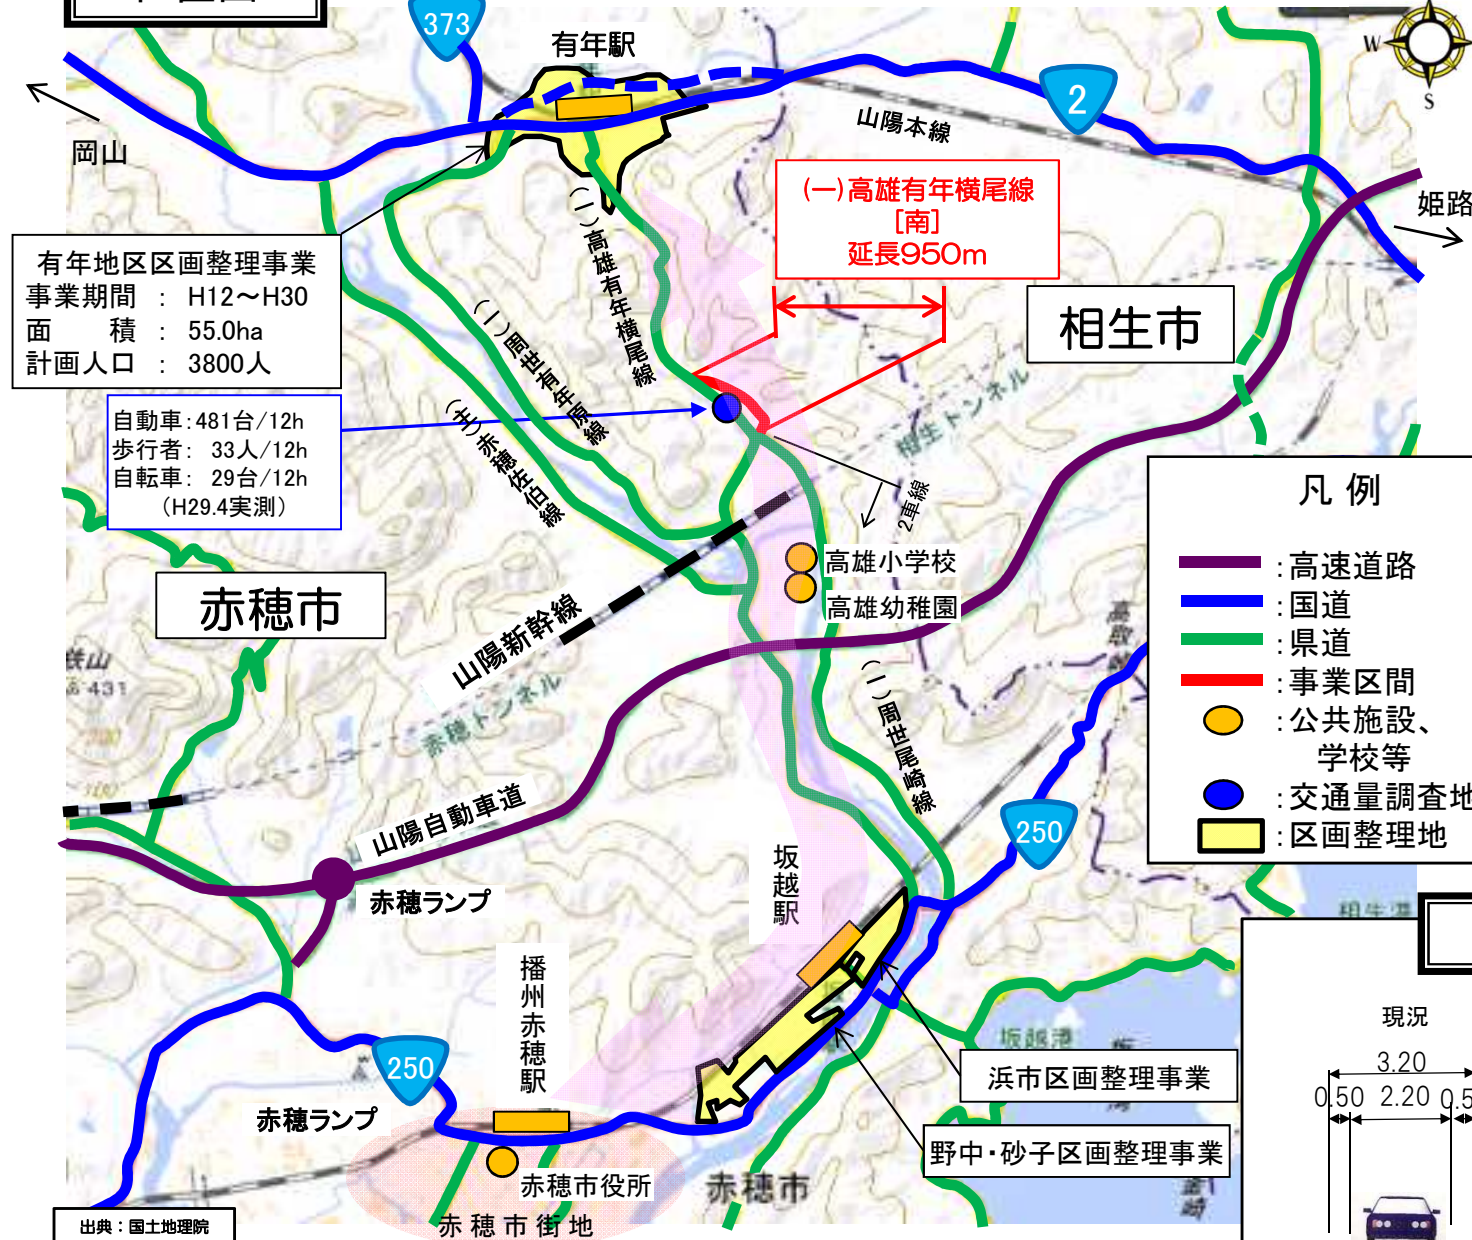 373
有年駅
W
S
2
山陽本線
岡山
姫路
(一)高雄有年横尾線
[南]
延長950m
(一)高雄有年横尾線
有年地区区画整理事業
事業期間 : H12～H30
面 積 : 55.0ha
計画人口 : 3800人
相生市
(一)周世有年原線
(主)赤穂佐伯線
自動車:481台/12h
歩行者: 33人/12h
自転車: 29台/12h
(H29.4実測)
相生トンネル
2車線
凡 例
:高速道路
:国道
:県道
:事業区間
:公共施設、
学校等
:交通量調査地
:区画整理地
高雄小学校
高雄幼稚園
赤穂市
山陽新幹線
高取峠
431
赤穂トンネル
(一)周世尾崎線
山陽自動車道
250
坂越駅
赤穂ランプ
相生港
播州赤穂駅
坂越港
現況
3.20
0.50 2.20 0.5
浜市区画整理事業
250
赤穂ランプ
野中・砂子区画整理事業
赤穂市役所
赤穂市
赤穂市街地
出典：国土地理院